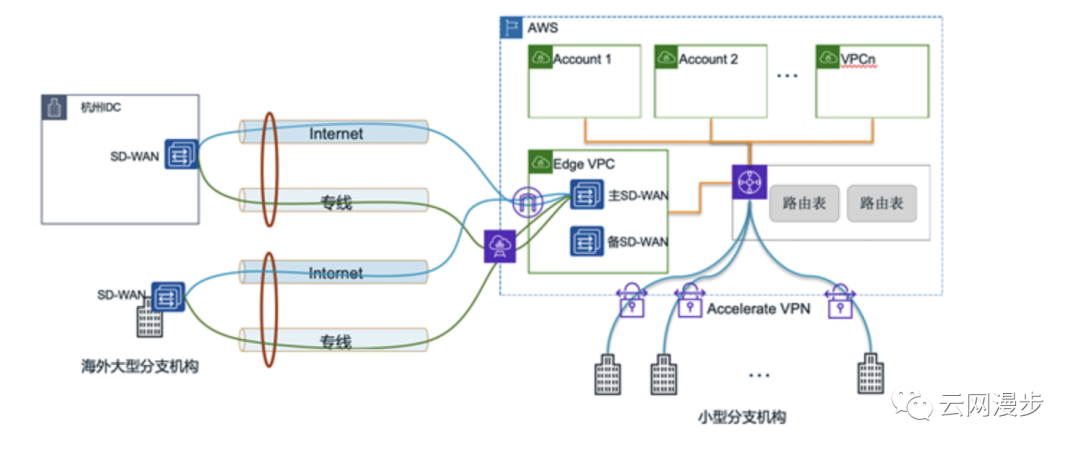 AWS
Account 1
Account 2
...
VPCn
杭州IDC
SD-WAN
Internet
专线
Edge VPC
主SD-WAN
备SD-WAN
路由表
路由表
SD-WAN
Internet
专线
海外大型分支机构
Accelerate VPN
...
小型分支机构
云网漫步